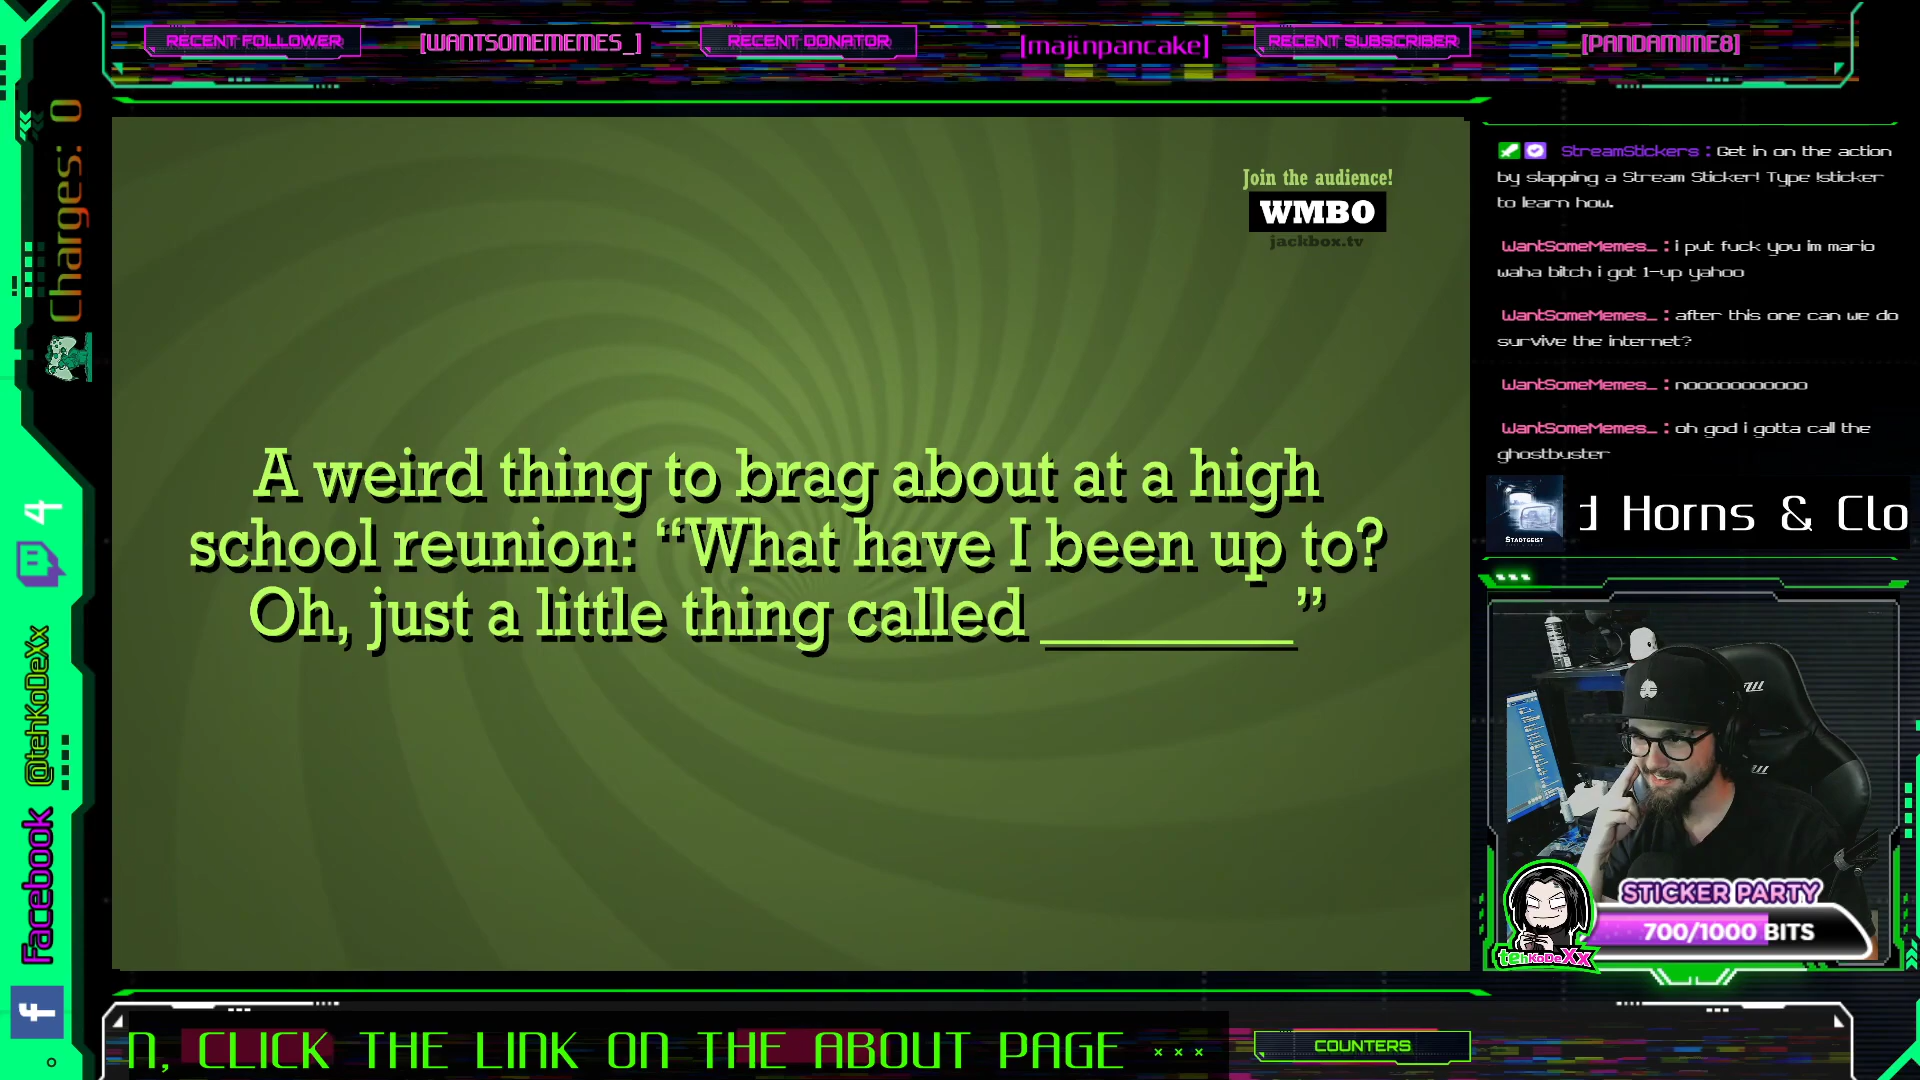 RECENT FOLLOWER
[WANTSOMEMEMES_]
RECENT DONATOR
[majinpancake]
RECENT SUBSCRIBER
[PANDAMIME8]
Charges: 0
4
@tehKoDeXx
Facebook
Join the audience!
WMBO
jackbox.tv
A weird thing to brag about at a high
school reunion: “What have I been up to?
Oh, just a little thing called ________”
StreamStickers : Get in on the action
by slapping a Stream Sticker! Type !sticker
to learn how.
WantSomeMemes_ : i put fuck you im mario
waha bitch i got 1-up yahoo
WantSomeMemes_ : after this one can we do
survive the internet?
WantSomeMemes_ : nooooooooooo
WantSomeMemes_ : oh god i gotta call the
ghostbuster
STADTGEIST
d Horns & Clo
STICKER PARTY
700/1000 BITS
tehKoDeXx
N, CLICK THE LINK ON THE ABOUT PAGE
COUNTERS